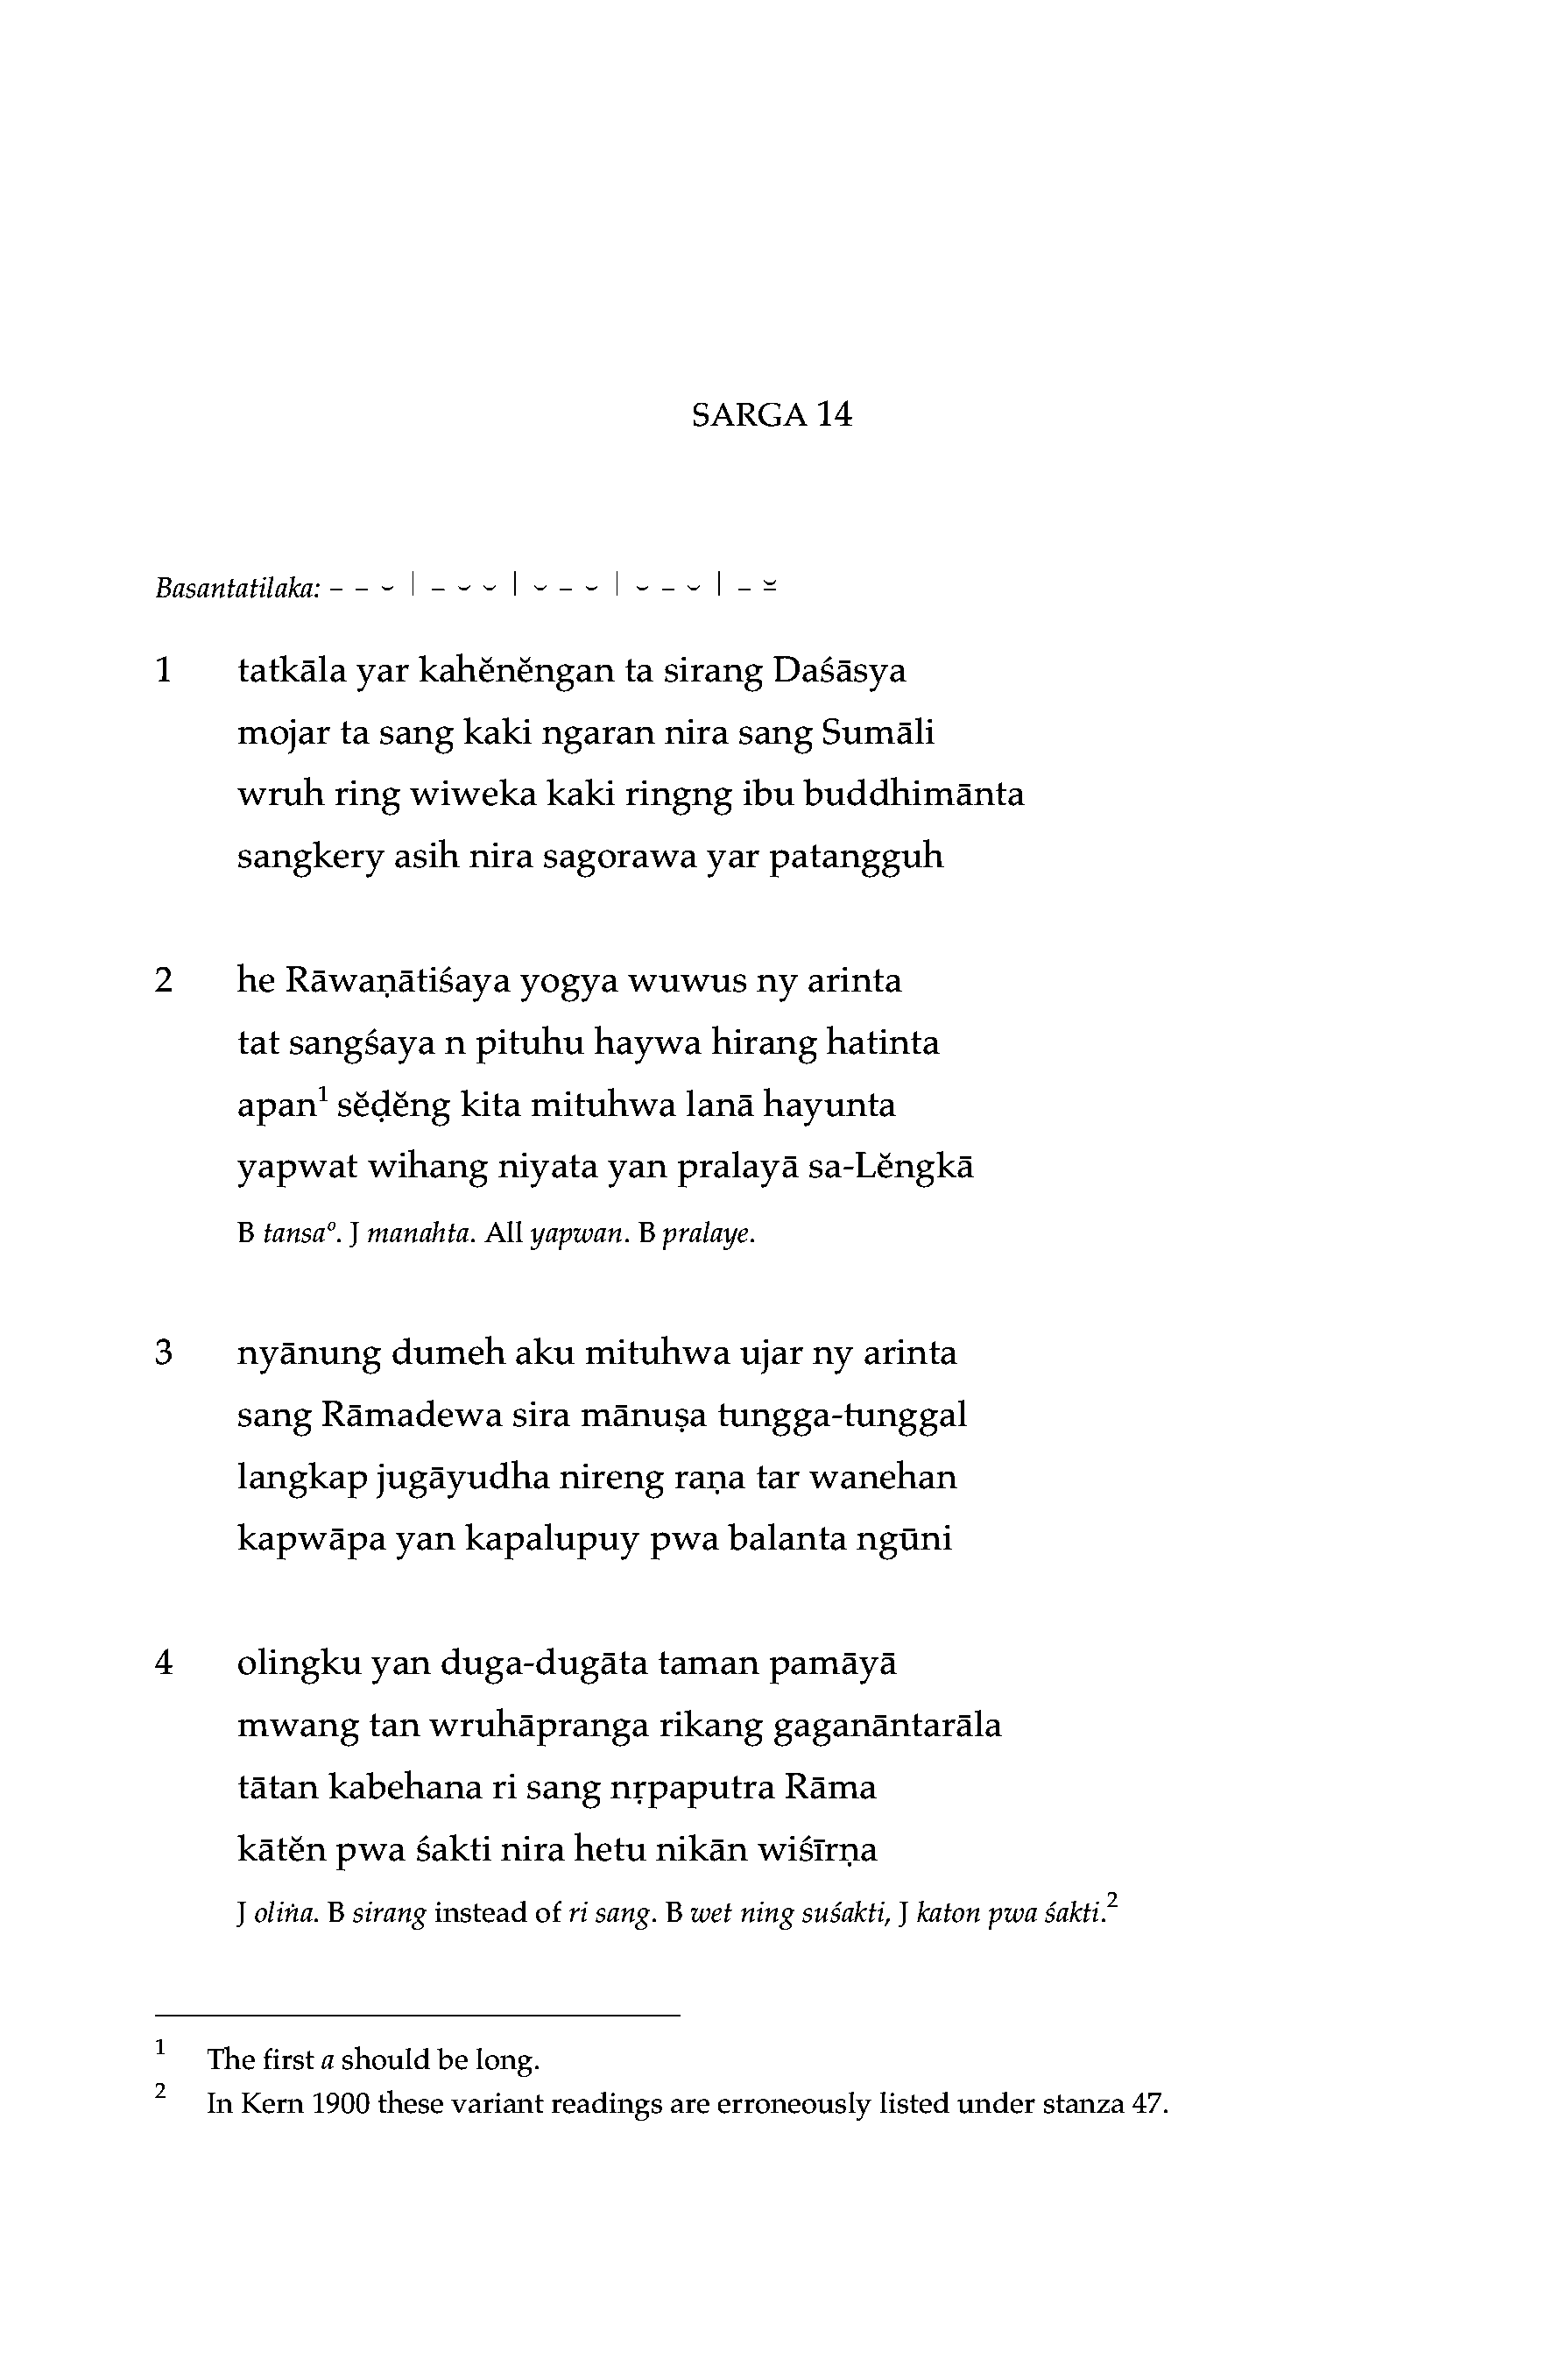 SARGA 14
Basantatilaka: – – ⏑ | – ⏑ ⏑ | ⏑ – ⏑ | ⏑ – ⏑ | – ⏓
1 tatkāla yar kahĕnĕngan ta sirang Daśāsya
mojar ta sang kaki ngaran nira sang Sumāli
wruh ring wiweka kaki ringng ibu buddhimānta
sangkery asih nira sagorawa yar patangguh
2 he Rāwaṇātiśaya yogya wuwus ny arinta
tat sangśaya n pituhu haywa hirang hatinta
apan¹ sĕḍĕng kita mituhwa lanā hayunta
yapwat wihang niyata yan pralayā sa-Lĕngkā
B tansaº. J manahta. All yapwan. B pralaye.
3 nyānung dumeh aku mituhwa ujar ny arinta
sang Rāmadewa sira mānuṣa tungga-tunggal
langkap jugāyudha nireng raṇa tar wanehan
kapwāpa yan kapalupuy pwa balanta ngūni
4 olingku yan duga-dugāta taman pamāyā
mwang tan wruhāpranga rikang gaganāntarāla
tātan kabehana ri sang nṛpaputra Rāma
kātĕn pwa śakti nira hetu nikān wiśīrṇa
J oliṅa. B sirang instead of ri sang. B wet ning suśakti, J katon pwa śakti.²
1 The first a should be long.
2 In Kern 1900 these variant readings are erroneously listed under stanza 47.